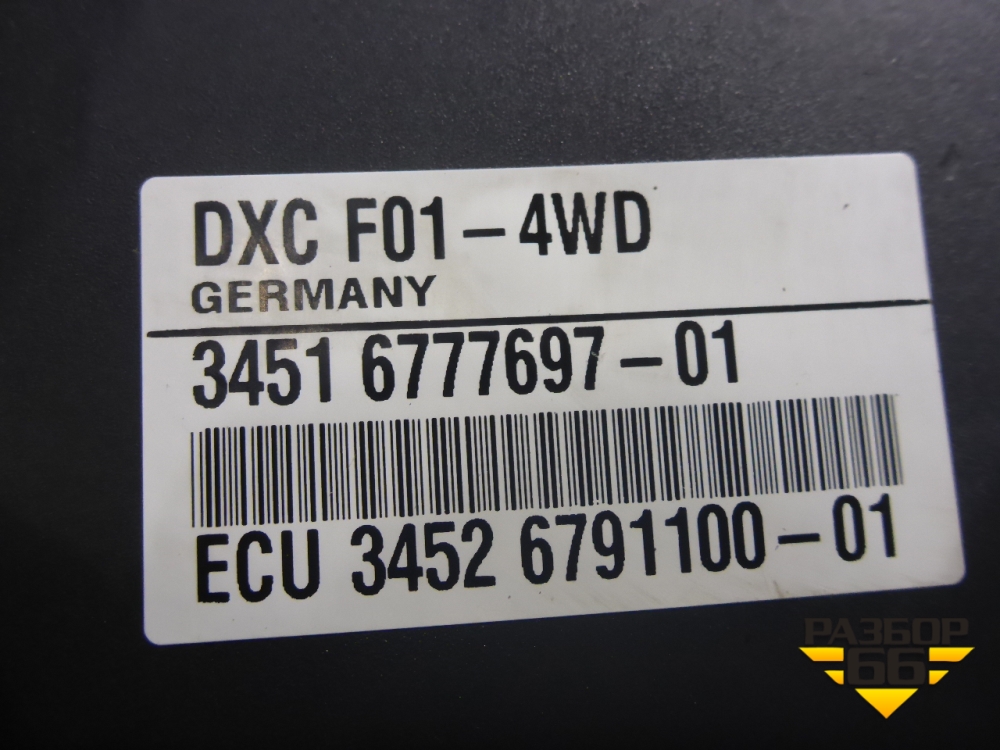 DXC F01-4WD
GERMANY
3451 6777697-01
ECU 3452 6791100-01
РАЗБОР
66